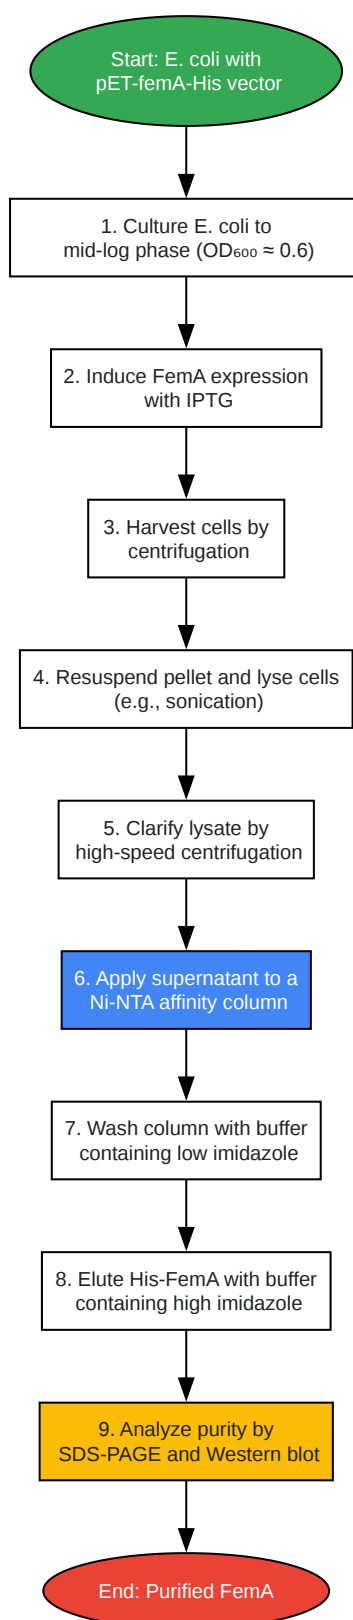 Start: E. coli with
pET-femA-His vector
1. Culture E. coli to
mid-log phase (OD₆₀₀ ≈ 0.6)
2. Induce FemA expression
with IPTG
3. Harvest cells by
centrifugation
4. Resuspend pellet and lyse cells
(e.g., sonication)
5. Clarify lysate by
high-speed centrifugation
6. Apply supernatant to a
Ni-NTA affinity column
7. Wash column with buffer
containing low imidazole
8. Elute His-FemA with buffer
containing high imidazole
9. Analyze purity by
SDS-PAGE and Western blot
End: Purified FemA